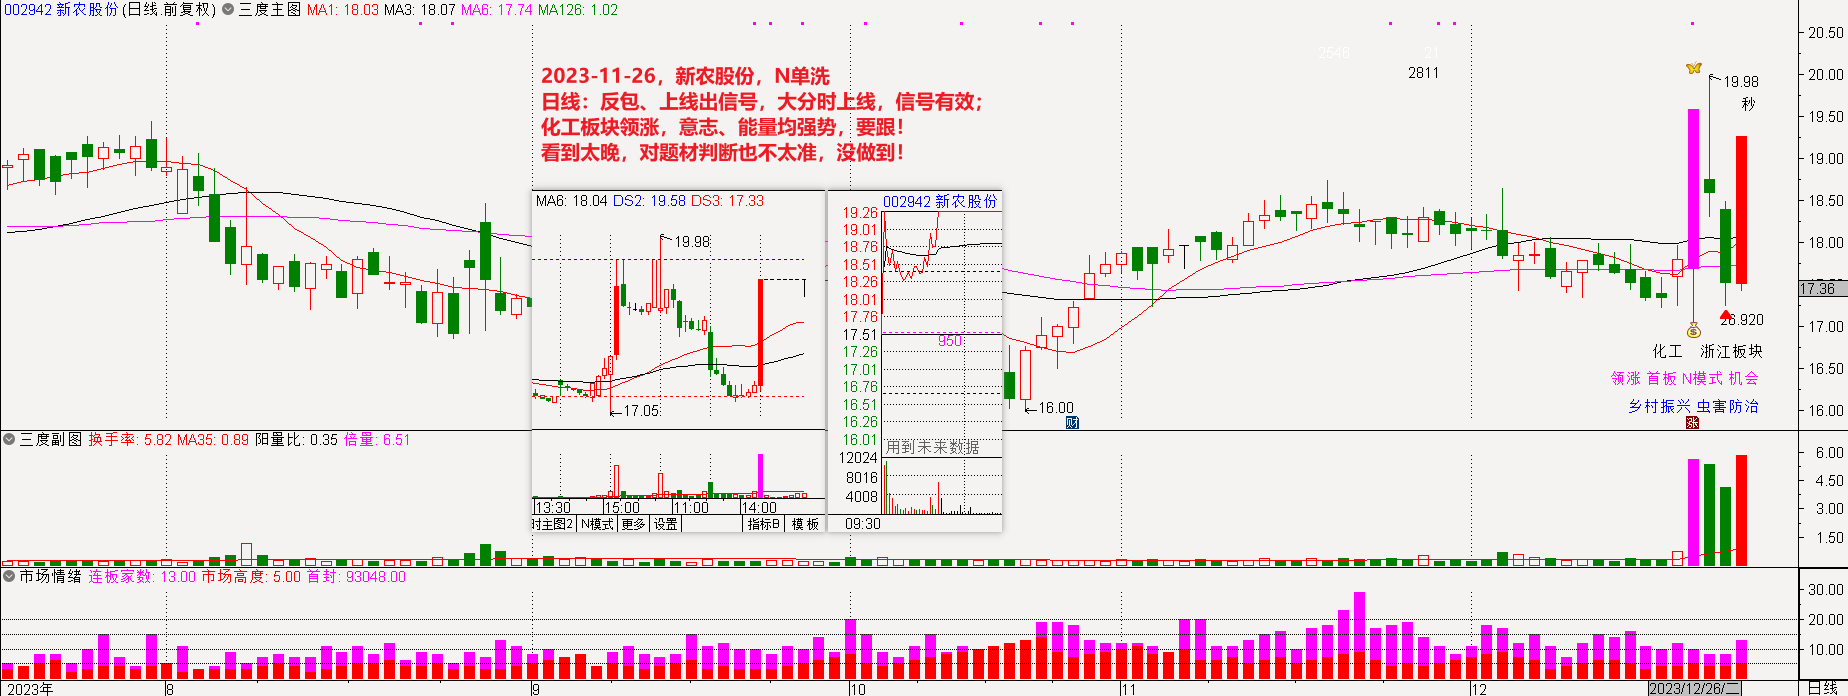 002942 新农股份(日线.前复权) 三度主图 MA1: 18.03 MA3: 18.07 MA6: 17.74 MA126: 1.02
2023-11-26，新农股份，N单洗
日线：反包、上线出信号，大分时上线，信号有效；
化工板块领涨，意志、能量均强势，要跟！
看到太晚，对题材判断也不太准，没做到！
2548
21
2811
19.98
秒
20.50
20.00
19.50
19.00
18.50
18.00
17.36
17.00
16.50
16.00
MA6: 18.04 DS2: 19.58 DS3: 17.33
19.98
17.05
13:30 15:00 11:00 14:00
时主图2 N模式 更多 设置 指标B 模 板
002942 新农股份
19.26
19.01
18.76
18.51
18.26
18.01
17.76
17.51
17.26
17.01
16.76
16.51
16.26
16.01
950
用到未来数据
12024
8016
4008
09:30
16.00
财
26.920
化工 浙江板块
领涨 首板 N模式 机会
乡村振兴 虫害防治
涨
三度副图 换手率: 5.82 MA35: 0.89 阳量比: 0.35 倍量: 6.51
6.00
4.50
3.00
1.50
市场情绪 连板家数: 13.00 市场高度: 5.00 首封: 93048.00
30.00
20.00
10.00
2023年 8 9 10 11 12 2023/12/26/二 日线